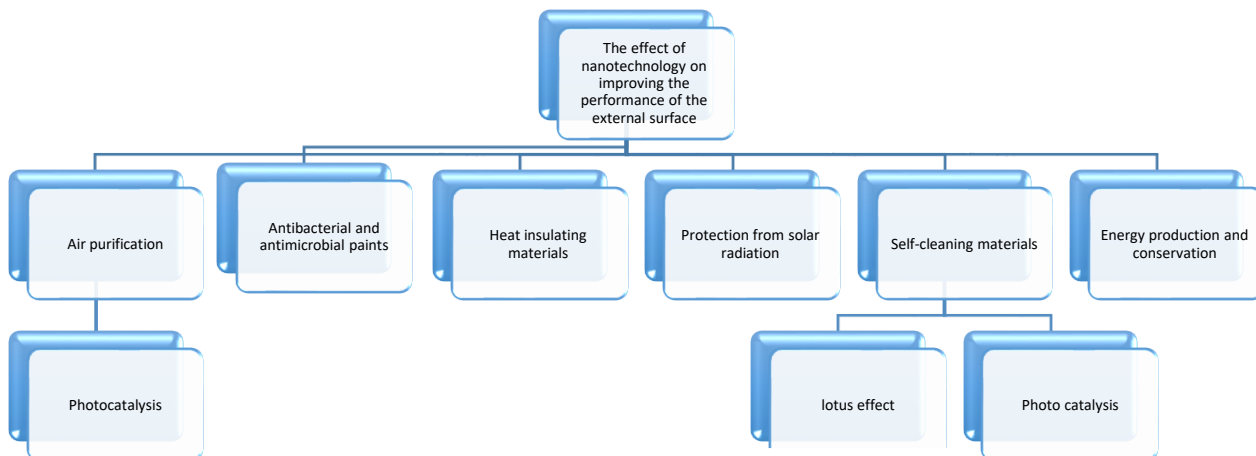 The effect of
nanotechnology on
improving the
performance of the
external surface
Air purification
Antibacterial and
antimicrobial paints
Heat insulating
materials
Protection from solar
radiation
Self-cleaning materials
Energy production and
conservation
Photocatalysis
lotus effect
Photo catalysis